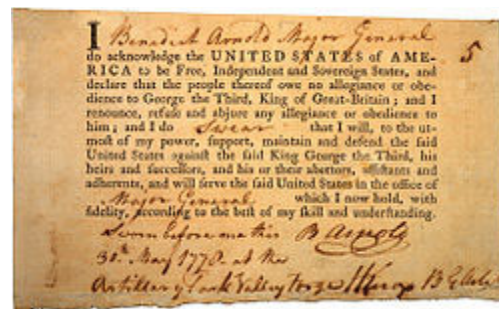 I Benedict Arnold Major General 5
do acknowledge the UNITED STATES of AME-
RICA to be Free, Independent and Sovereign States, and
declare that the people thereof owe no allegiance or obe-
dience to George the Third, King of Great-Britain; and I
renounce, refuse and abjure any allegiance or obedience to
him; and I do Swear that I will, to the ut-
most of my power, support, maintain and defend the said
United States against the said King George the Third, his
heirs and successors, and his or their abettors, assistants and
adherents, and will serve the said United States in the office of
Major General which I now hold, with
fidelity, according to the best of my skill and understanding.
Sworn before me this B Arnold
30th May 1778 at the
Artillery Park Valley Forge HKnox B G